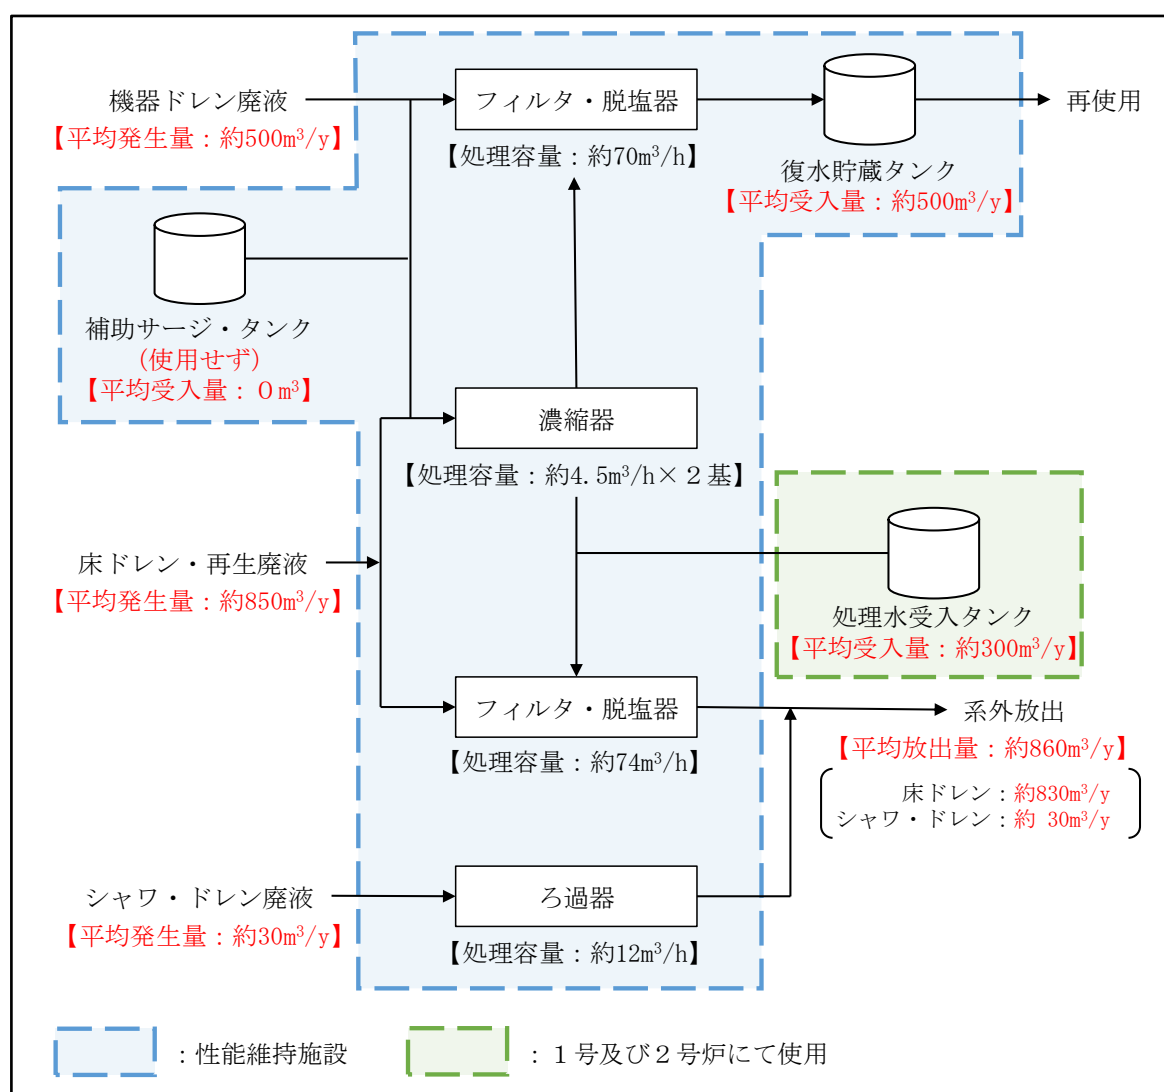 機器ドレン廃液
【平均発生量：約500m³/y】
フィルタ・脱塩器
【処理容量：約70m³/h】
復水貯蔵タンク
【平均受入量：約500m³/y】
再使用
補助サージ・タンク
(使用せず)
【平均受入量：０m³】
濃縮器
【処理容量：約4.5m³/h×２基】
床ドレン・再生廃液
【平均発生量：約850m³/y】
処理水受入タンク
【平均受入量：約300m³/y】
フィルタ・脱塩器
【処理容量：約74m³/h】
系外放出
【平均放出量：約860m³/y】
床ドレン：約830m³/y
シャワ・ドレン：約 30m³/y
シャワ・ドレン廃液
【平均発生量：約30m³/y】
ろ過器
【処理容量：約12m³/h】
：性能維持施設
：１号及び２号炉にて使用